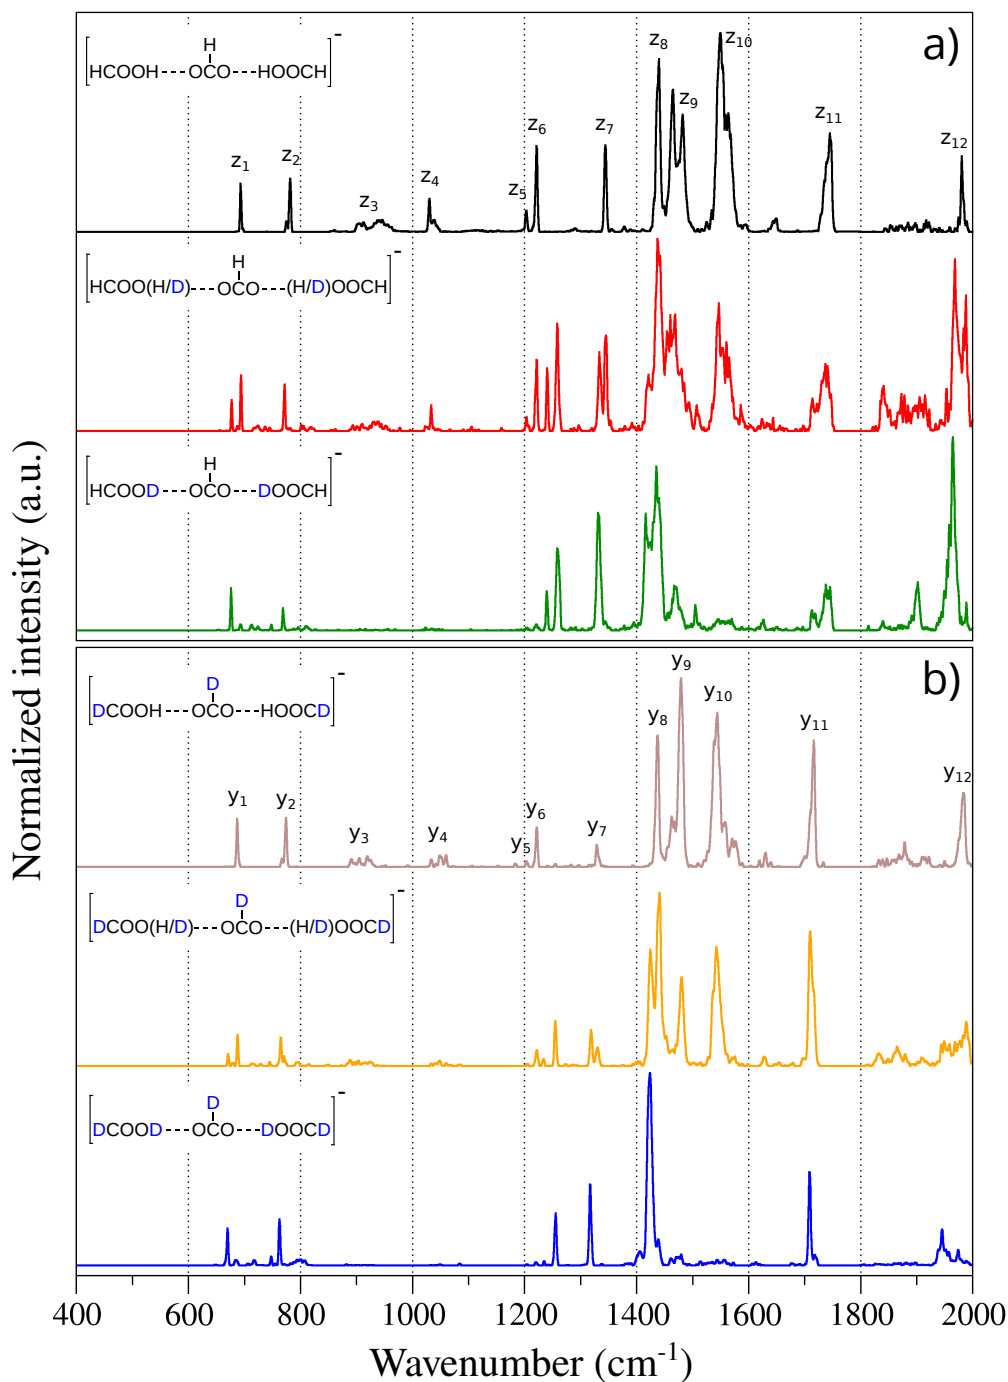 a)
H
[HCOOH---OCO---HOOCH]⁻
z₁
z₂
z₃
z₄
z₅
z₆
z₇
z₈
z₉
z₁₀
z₁₁
z₁₂
H
[HCOO(H/D)---OCO---(H/D)OOCH]⁻
H
[HCOOD---OCO---DOOCH]⁻
Normalized intensity (a.u.)
b)
D
[DCOOH---OCO---HOOCD]⁻
y₁
y₂
y₃
y₄
y₅
y₆
y₇
y₈
y₉
y₁₀
y₁₁
y₁₂
D
[DCOO(H/D)---OCO---(H/D)OOCD]⁻
D
[DCOOD---OCO---DOOCD]⁻
400 600 800 1000 1200 1400 1600 1800 2000
Wavenumber (cm⁻¹)